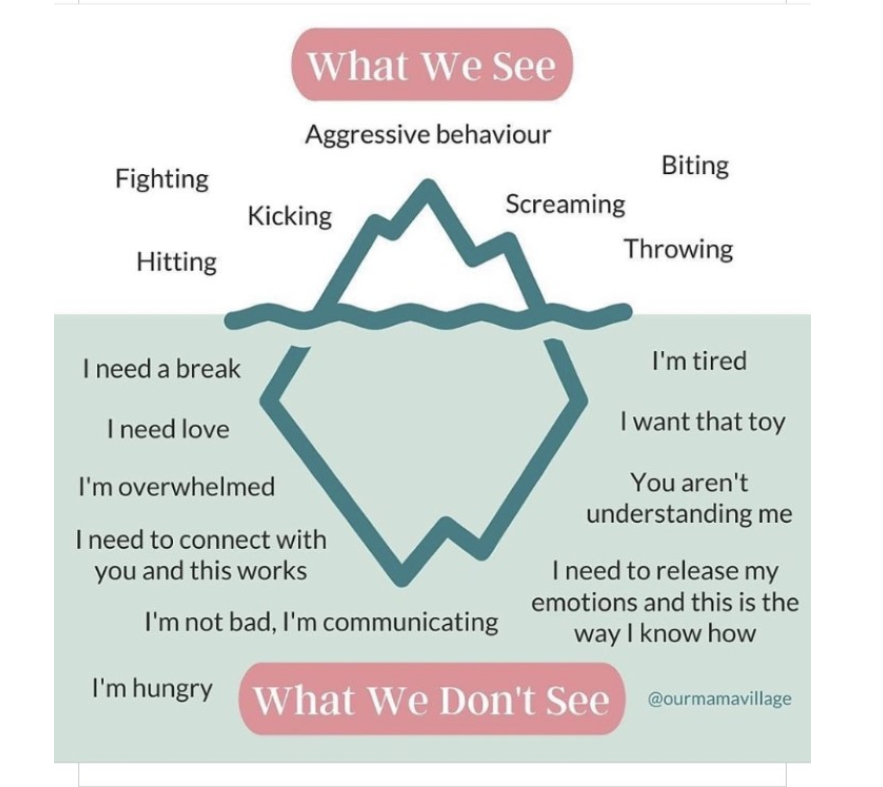 What We See
Aggressive behaviour
Fighting
Biting
Kicking
Screaming
Hitting
Throwing
I need a break
I'm tired
I need love
I want that toy
I'm overwhelmed
You aren't
understanding me
I need to connect with
you and this works
I need to release my
emotions and this is the
way I know how
I'm not bad, I'm communicating
I'm hungry
What We Don't See
@ourmamavillage